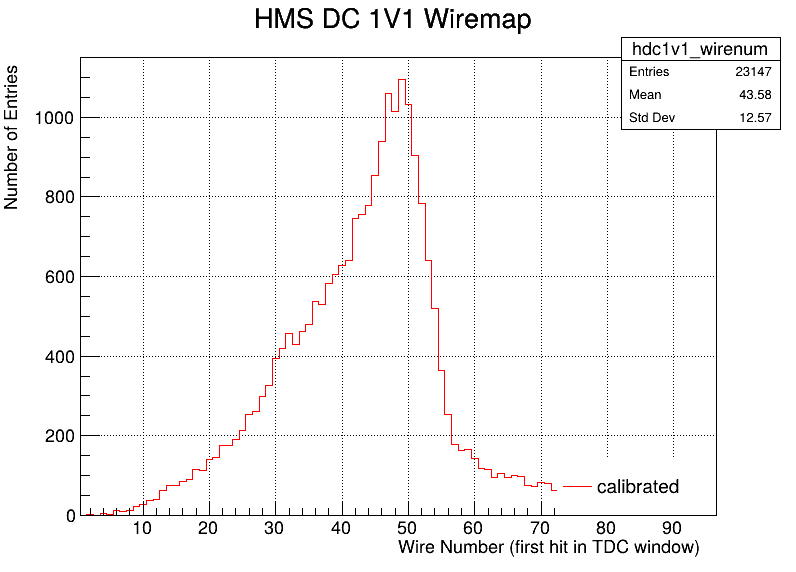 HMS DC 1V1 Wiremap
hdc1v1_wirenum
Entries 23147
Mean 43.58
Std Dev 12.57
Number of Entries
1000
800
600
400
200
0
calibrated
10 20 30 40 50 60 70 80 90
Wire Number (first hit in TDC window)